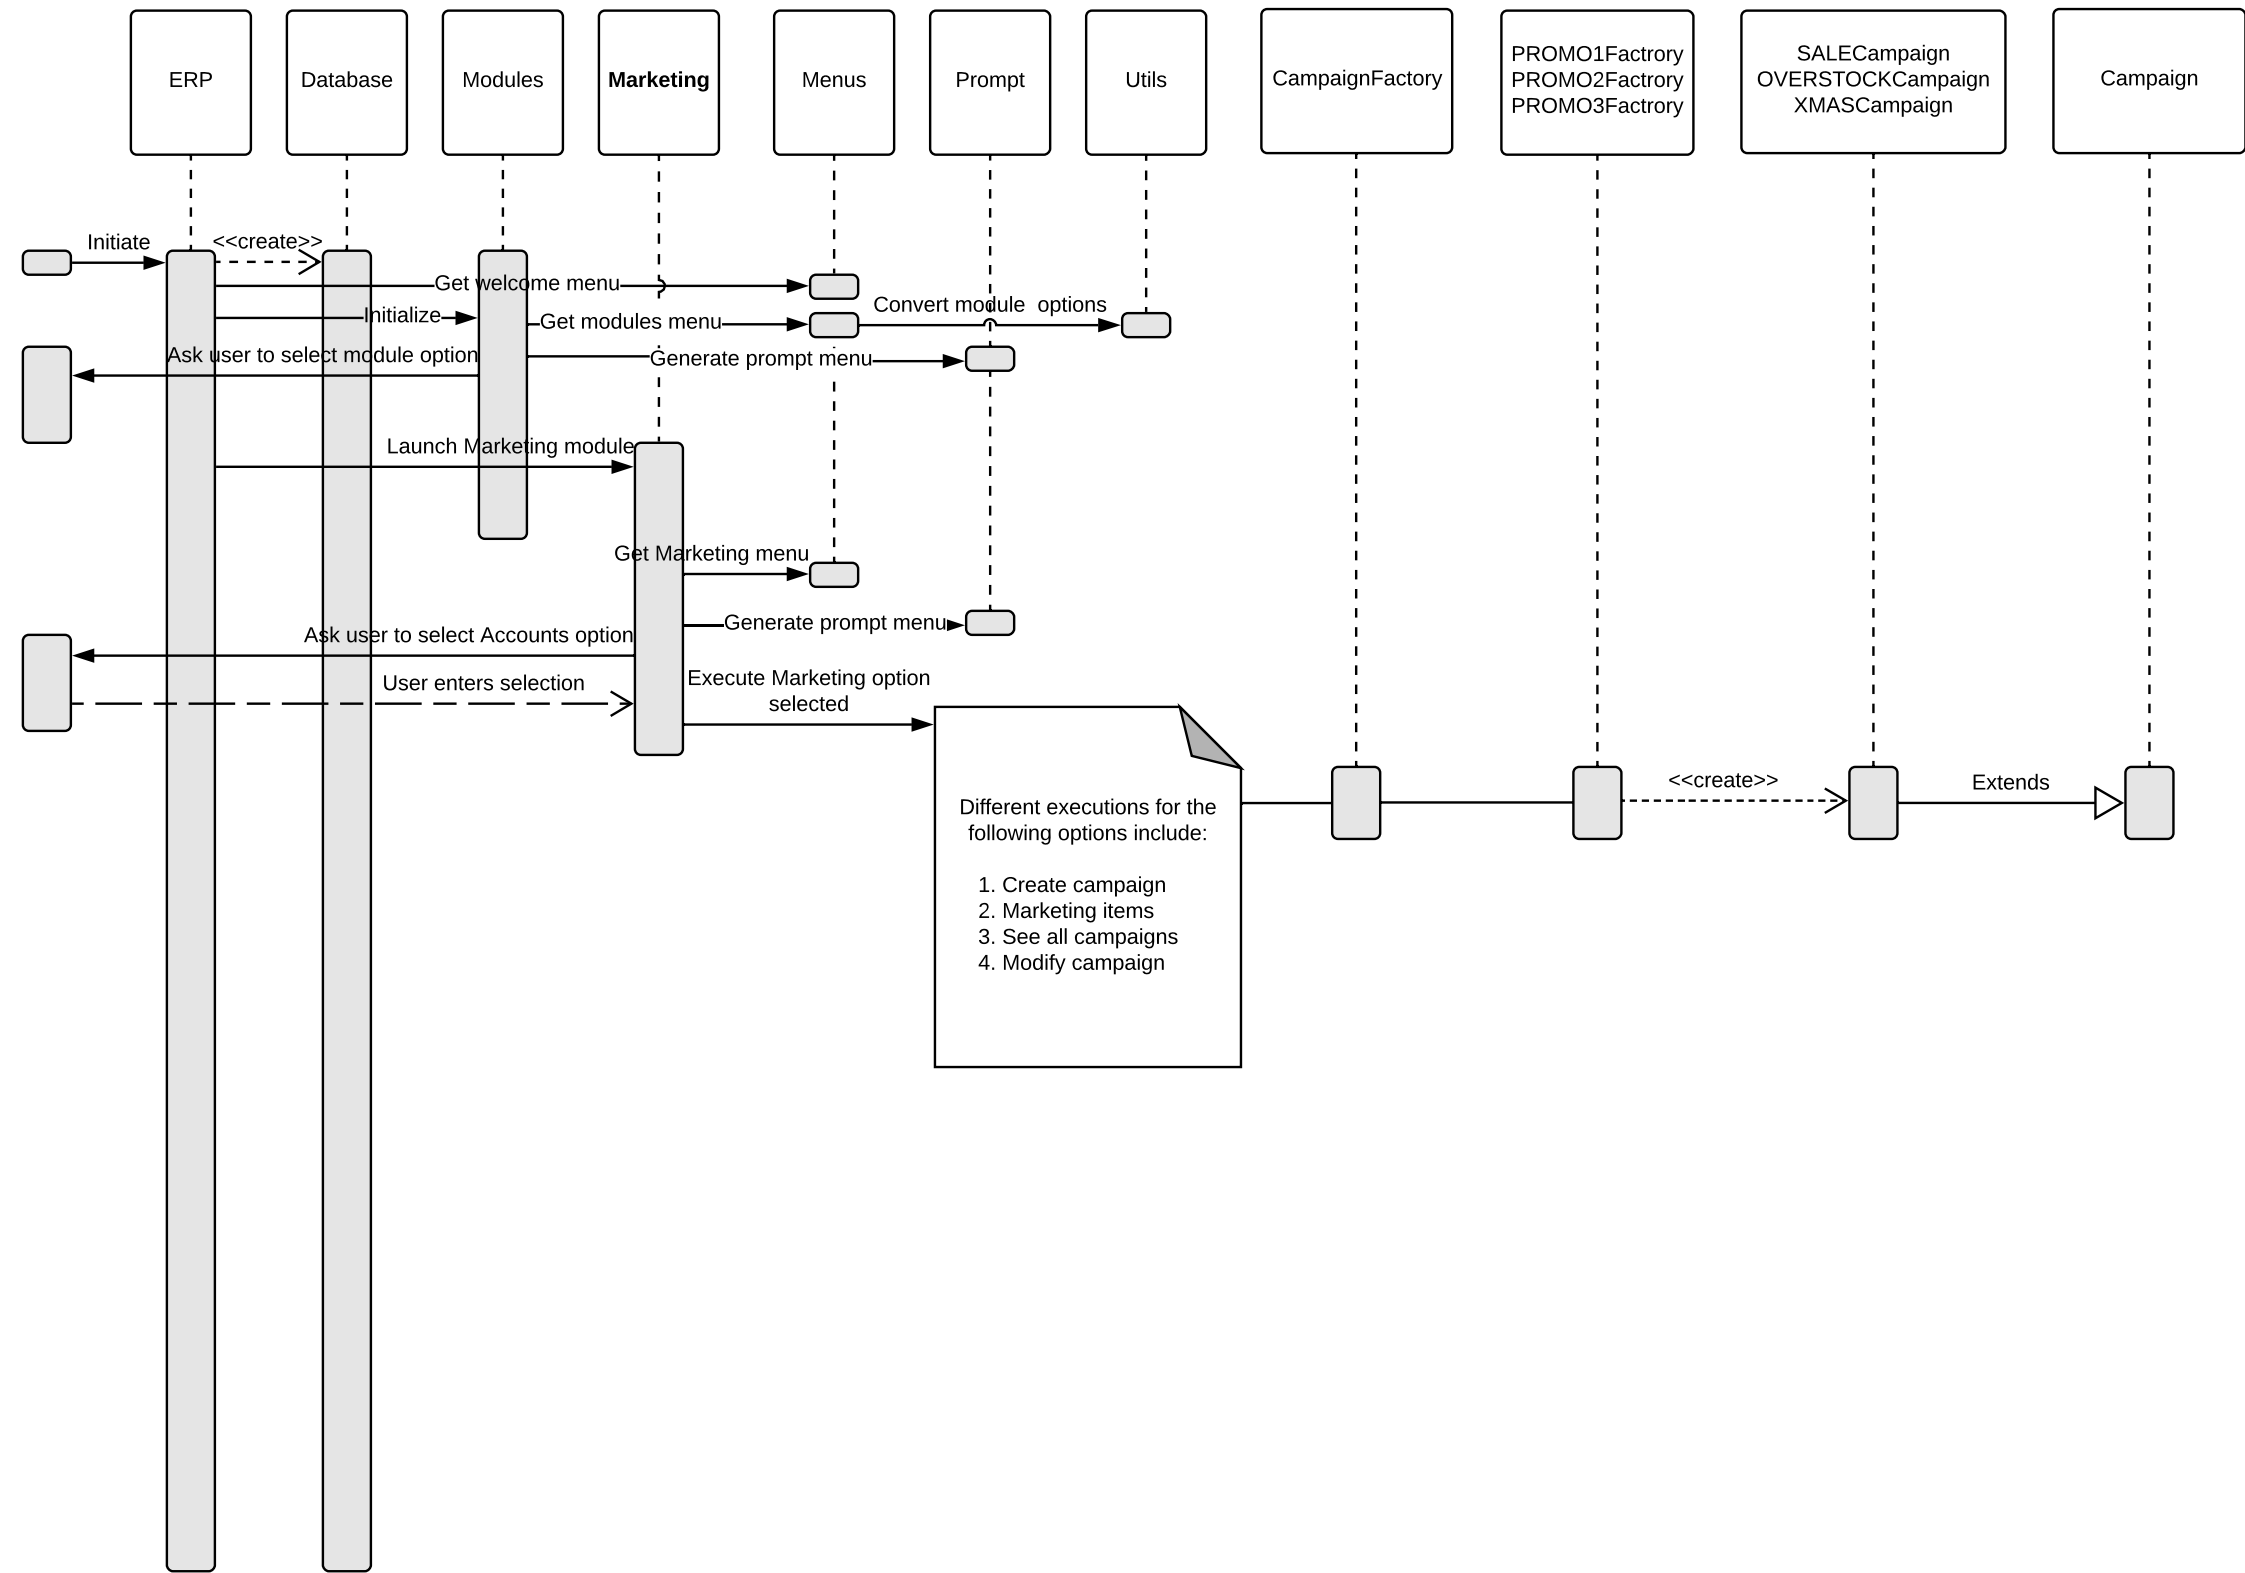 ERP
Database
Modules
Marketing
Menus
Prompt
Utils
CampaignFactory
PROMO1Factrory
PROMO2Factrory
PROMO3Factrory
SALECampaign
OVERSTOCKCampaign
XMASCampaign
Campaign
Initiate
<<create>>
Get welcome menu
Convert module  options
Initialize
Get modules menu
Ask user to select module option
Generate prompt menu
Launch Marketing module
Get Marketing menu
Generate prompt menu
Ask user to select Accounts option
User enters selection
Execute Marketing option
selected
<<create>>
Extends
Different executions for the
following options include:
1. Create campaign
2. Marketing items
3. See all campaigns
4. Modify campaign